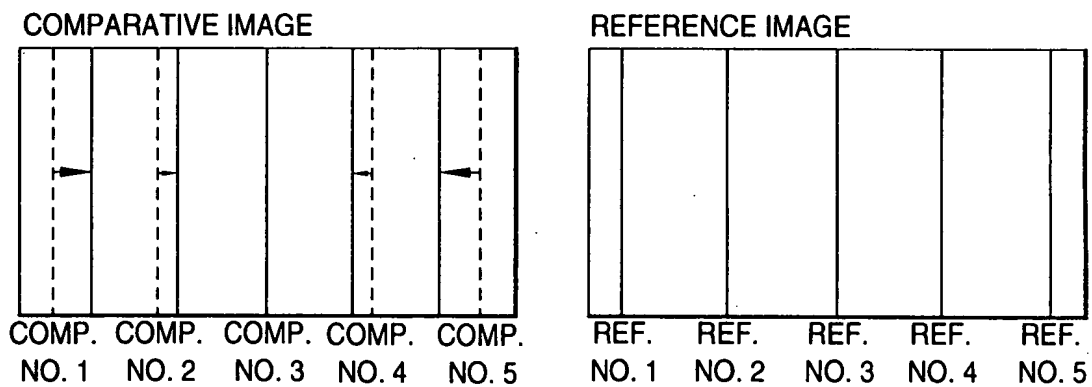 COMPARATIVE IMAGE
COMP. COMP. COMP. COMP. COMP.
NO. 1 NO. 2 NO. 3 NO. 4 NO. 5
REFERENCE IMAGE
REF. REF. REF. REF. REF.
NO. 1 NO. 2 NO. 3 NO. 4 NO. 5